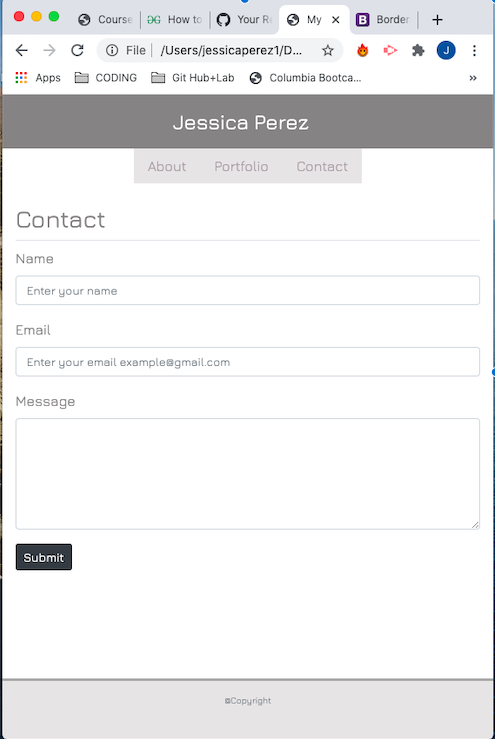 Course
How to
Your R
My
Border
File
/Users/jessicaperez1/D...
J
Apps
CODING
Git Hub+Lab
Columbia Bootca...
»
Jessica Perez
About
Portfolio
Contact
Contact
Name
Enter your name
Email
Enter your email example@gmail.com
Message
Submit
Copyright